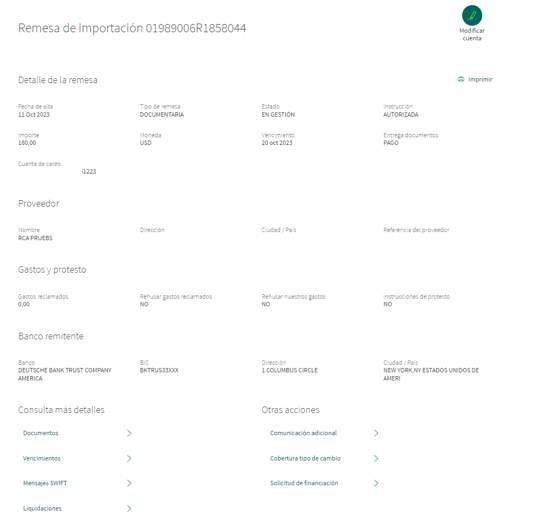 Remesa de importación 01989006R1858044
Modificar
cuenta
Detalle de la remesa
Imprimir
Fecha de alta
11 Oct 2023
Tipo de remesa
DOCUMENTARIA
Estado
EN GESTIÓN
Instrucción
AUTORIZADA
Importe
180,00
Moneda
USD
Vencimiento
20 oct 2023
Entrega documentos
PAGO
Cuenta de cargo
1223
Proveedor
Nombre
RCA PRUEBS
Dirección
Ciudad / País
Referencia del proveedor
Gastos y protesto
Gastos reclamados
0,00
Rehusar gastos reclamados
NO
Rehusar nuestros gastos
NO
Instrucciones de protesto
NO
Banco remitente
Banco
DEUTSCHE BANK TRUST COMPANY
AMERICA
BIC
BKTRUS33XXX
Dirección
1 COLUMBUS CIRCLE
Ciudad / País
NEW YORK,NY ESTADOS UNIDOS DE
AMERI
Consulta más detalles
Documentos
Vencimientos
Mensajes SWIFT
Liquidaciones
Otras acciones
Comunicación adicional
Cobertura tipo de cambio
Solicitud de financiación